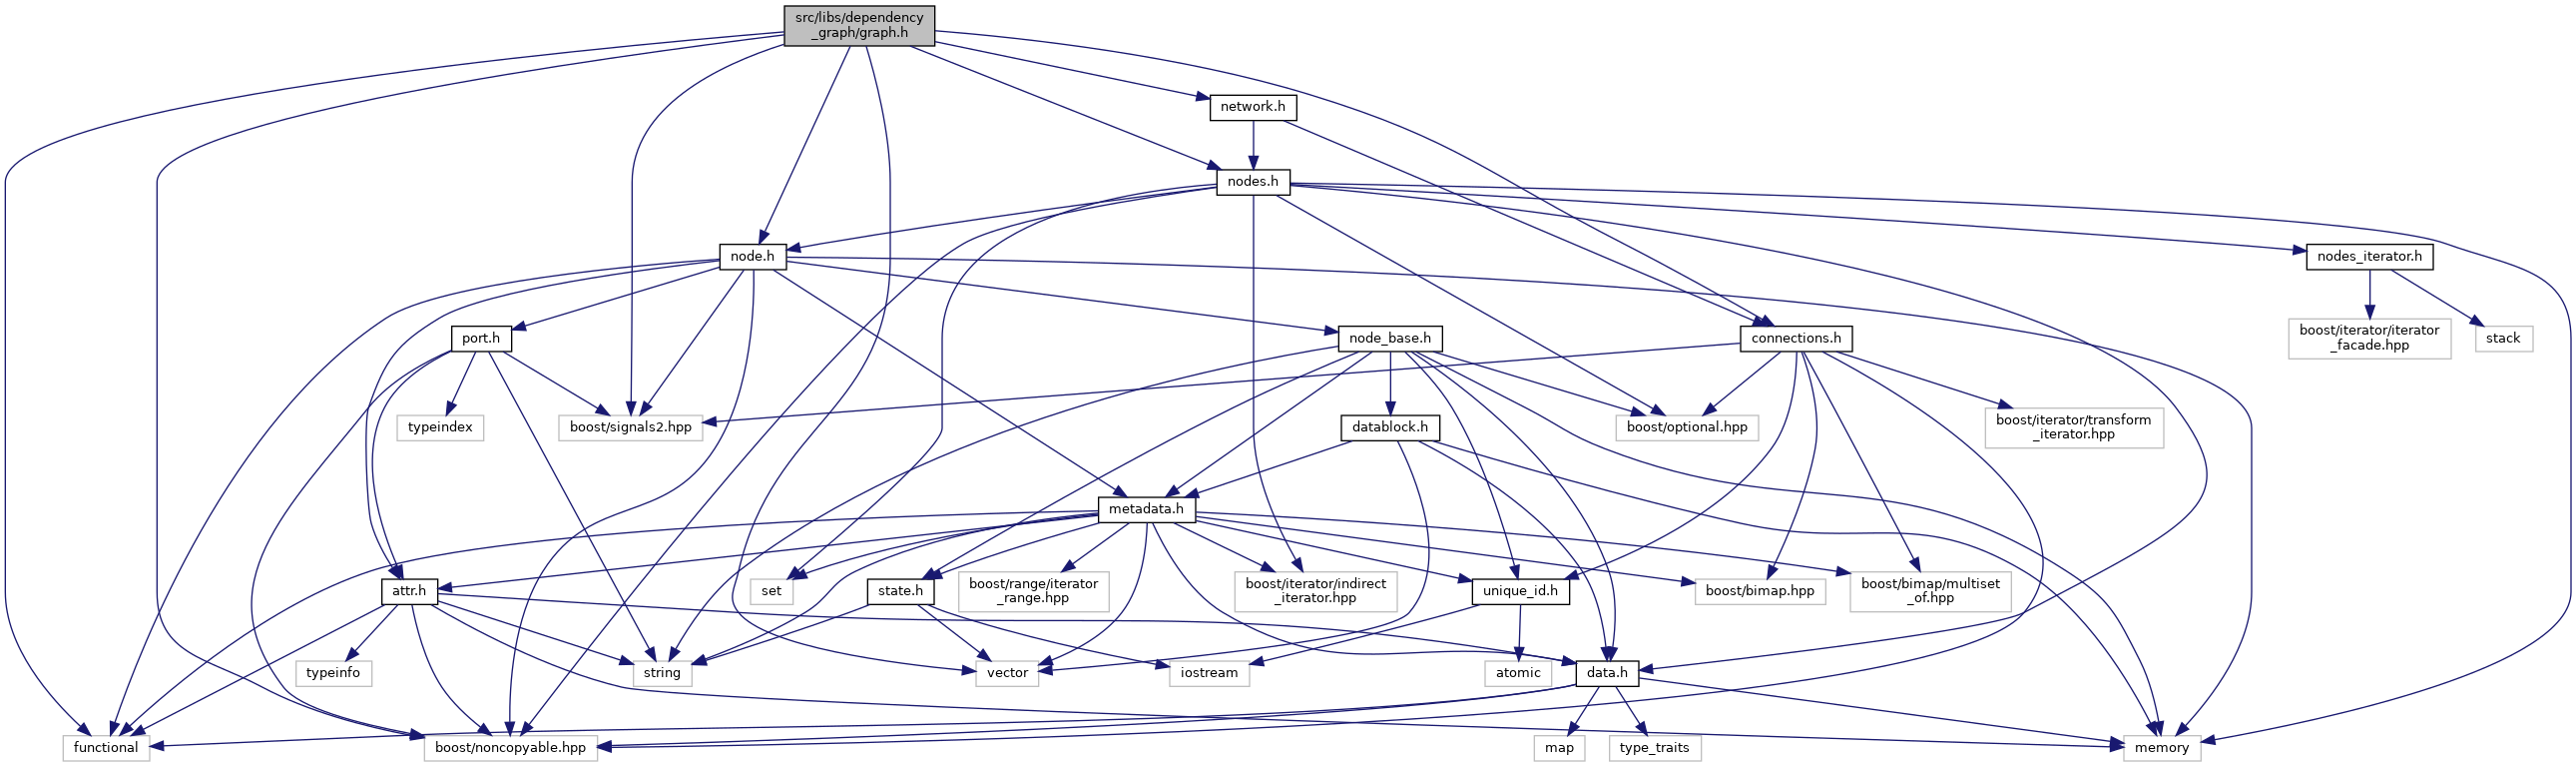 src/libs/dependency
_graph/graph.h
network.h
nodes.h
node.h
nodes_iterator.h
port.h
node_base.h
connections.h
boost/iterator/iterator
_facade.hpp
stack
typeindex
boost/signals2.hpp
datablock.h
boost/optional.hpp
boost/iterator/transform
_iterator.hpp
metadata.h
attr.h
set
state.h
boost/range/iterator
_range.hpp
boost/iterator/indirect
_iterator.hpp
unique_id.h
boost/bimap.hpp
boost/bimap/multiset
_of.hpp
typeinfo
string
vector
iostream
atomic
data.h
functional
boost/noncopyable.hpp
map
type_traits
memory